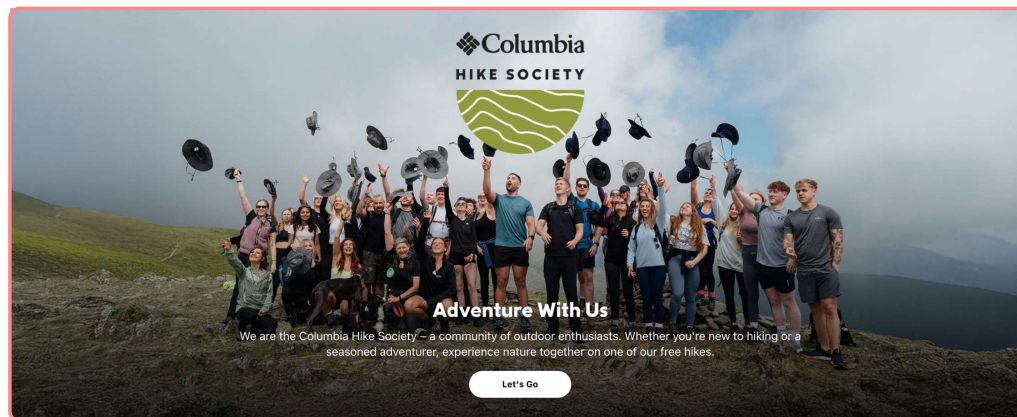 Columbia
HIKE SOCIETY
Adventure With Us
We are the Columbia Hike Society – a community of outdoor enthusiasts. Whether you're new to hiking or a
seasoned adventurer, experience nature together on one of our free hikes.
Let's Go